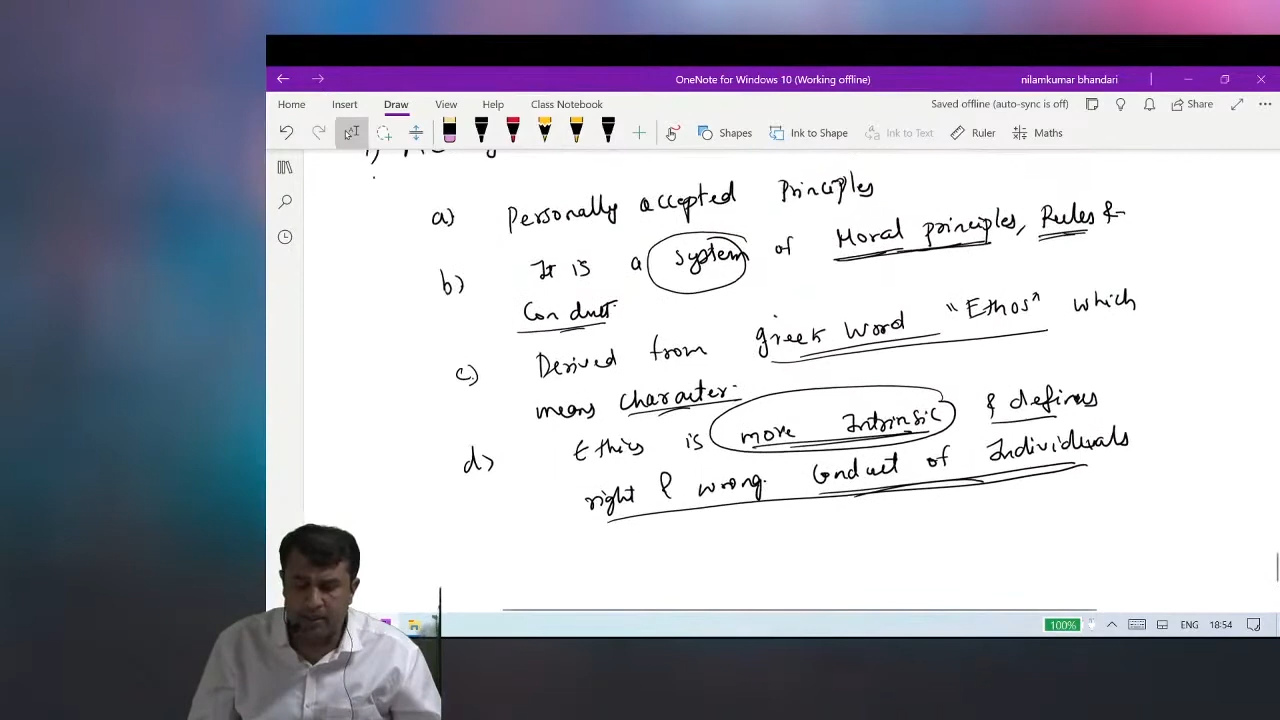 OneNote for Windows 10 (Working offline)
nilamkumar bhandari
Home Insert Draw View Help Class Notebook
Saved offline (auto-sync is off)
Share
Shapes Ink to Shape Ink to Text Ruler Maths
a) Personally accepted Principles
b) It is a system of Moral principles, Rules &
Conduct.
c) Derived from greek word "Ethos" which
means character.
d) Ethics is more Intrinsic & defines
right & wrong. Conduct of Individuals
100% ENG 18:54